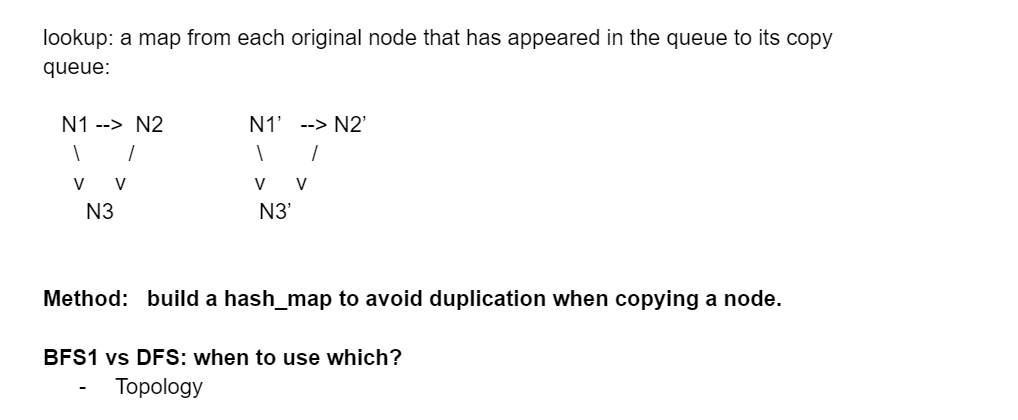 lookup: a map from each original node that has appeared in the queue to its copy
queue:
N1 --> N2 N1’ --> N2’
\ / \ /
v v v v
N3 N3’
Method: build a hash_map to avoid duplication when copying a node.
BFS1 vs DFS: when to use which?
- Topology